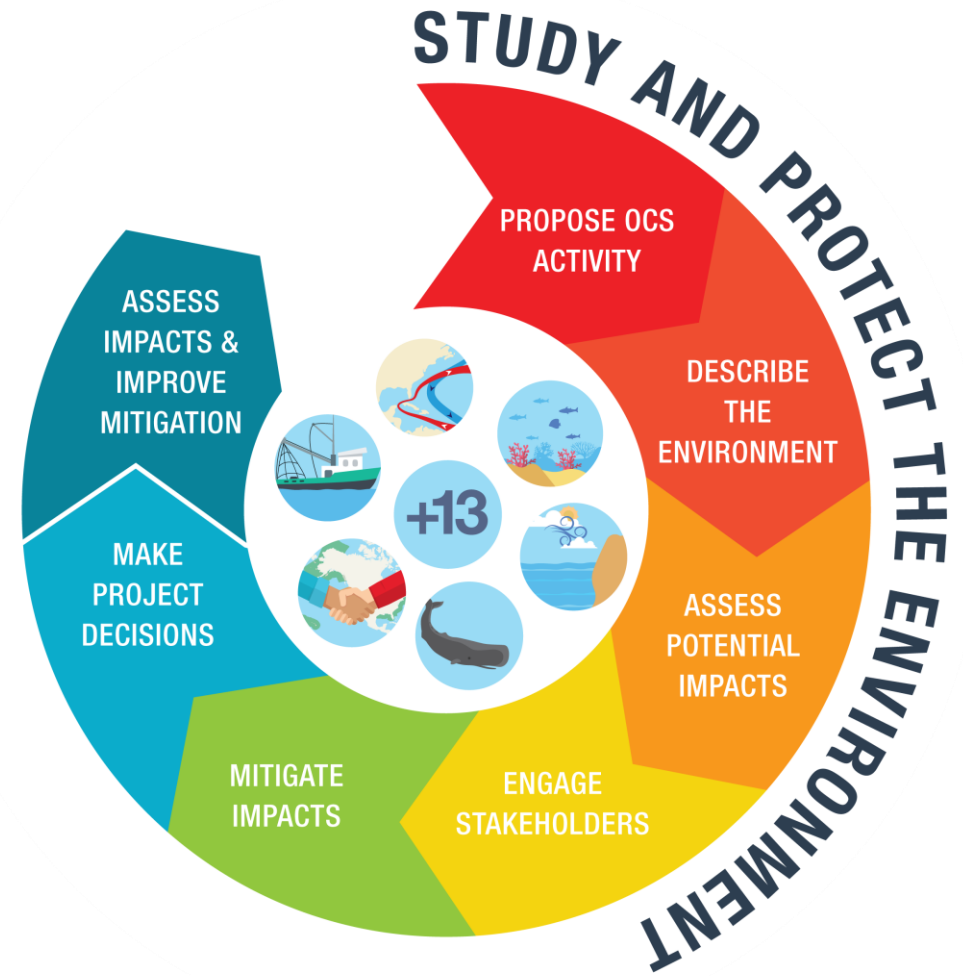 STUDY AND PROTECT THE ENVIRONMENT
PROPOSE OCS
ACTIVITY
DESCRIBE
THE
ENVIRONMENT
ASSESS
POTENTIAL
IMPACTS
ENGAGE
STAKEHOLDERS
MITIGATE
IMPACTS
MAKE
PROJECT
DECISIONS
ASSESS
IMPACTS &
IMPROVE
MITIGATION
+13